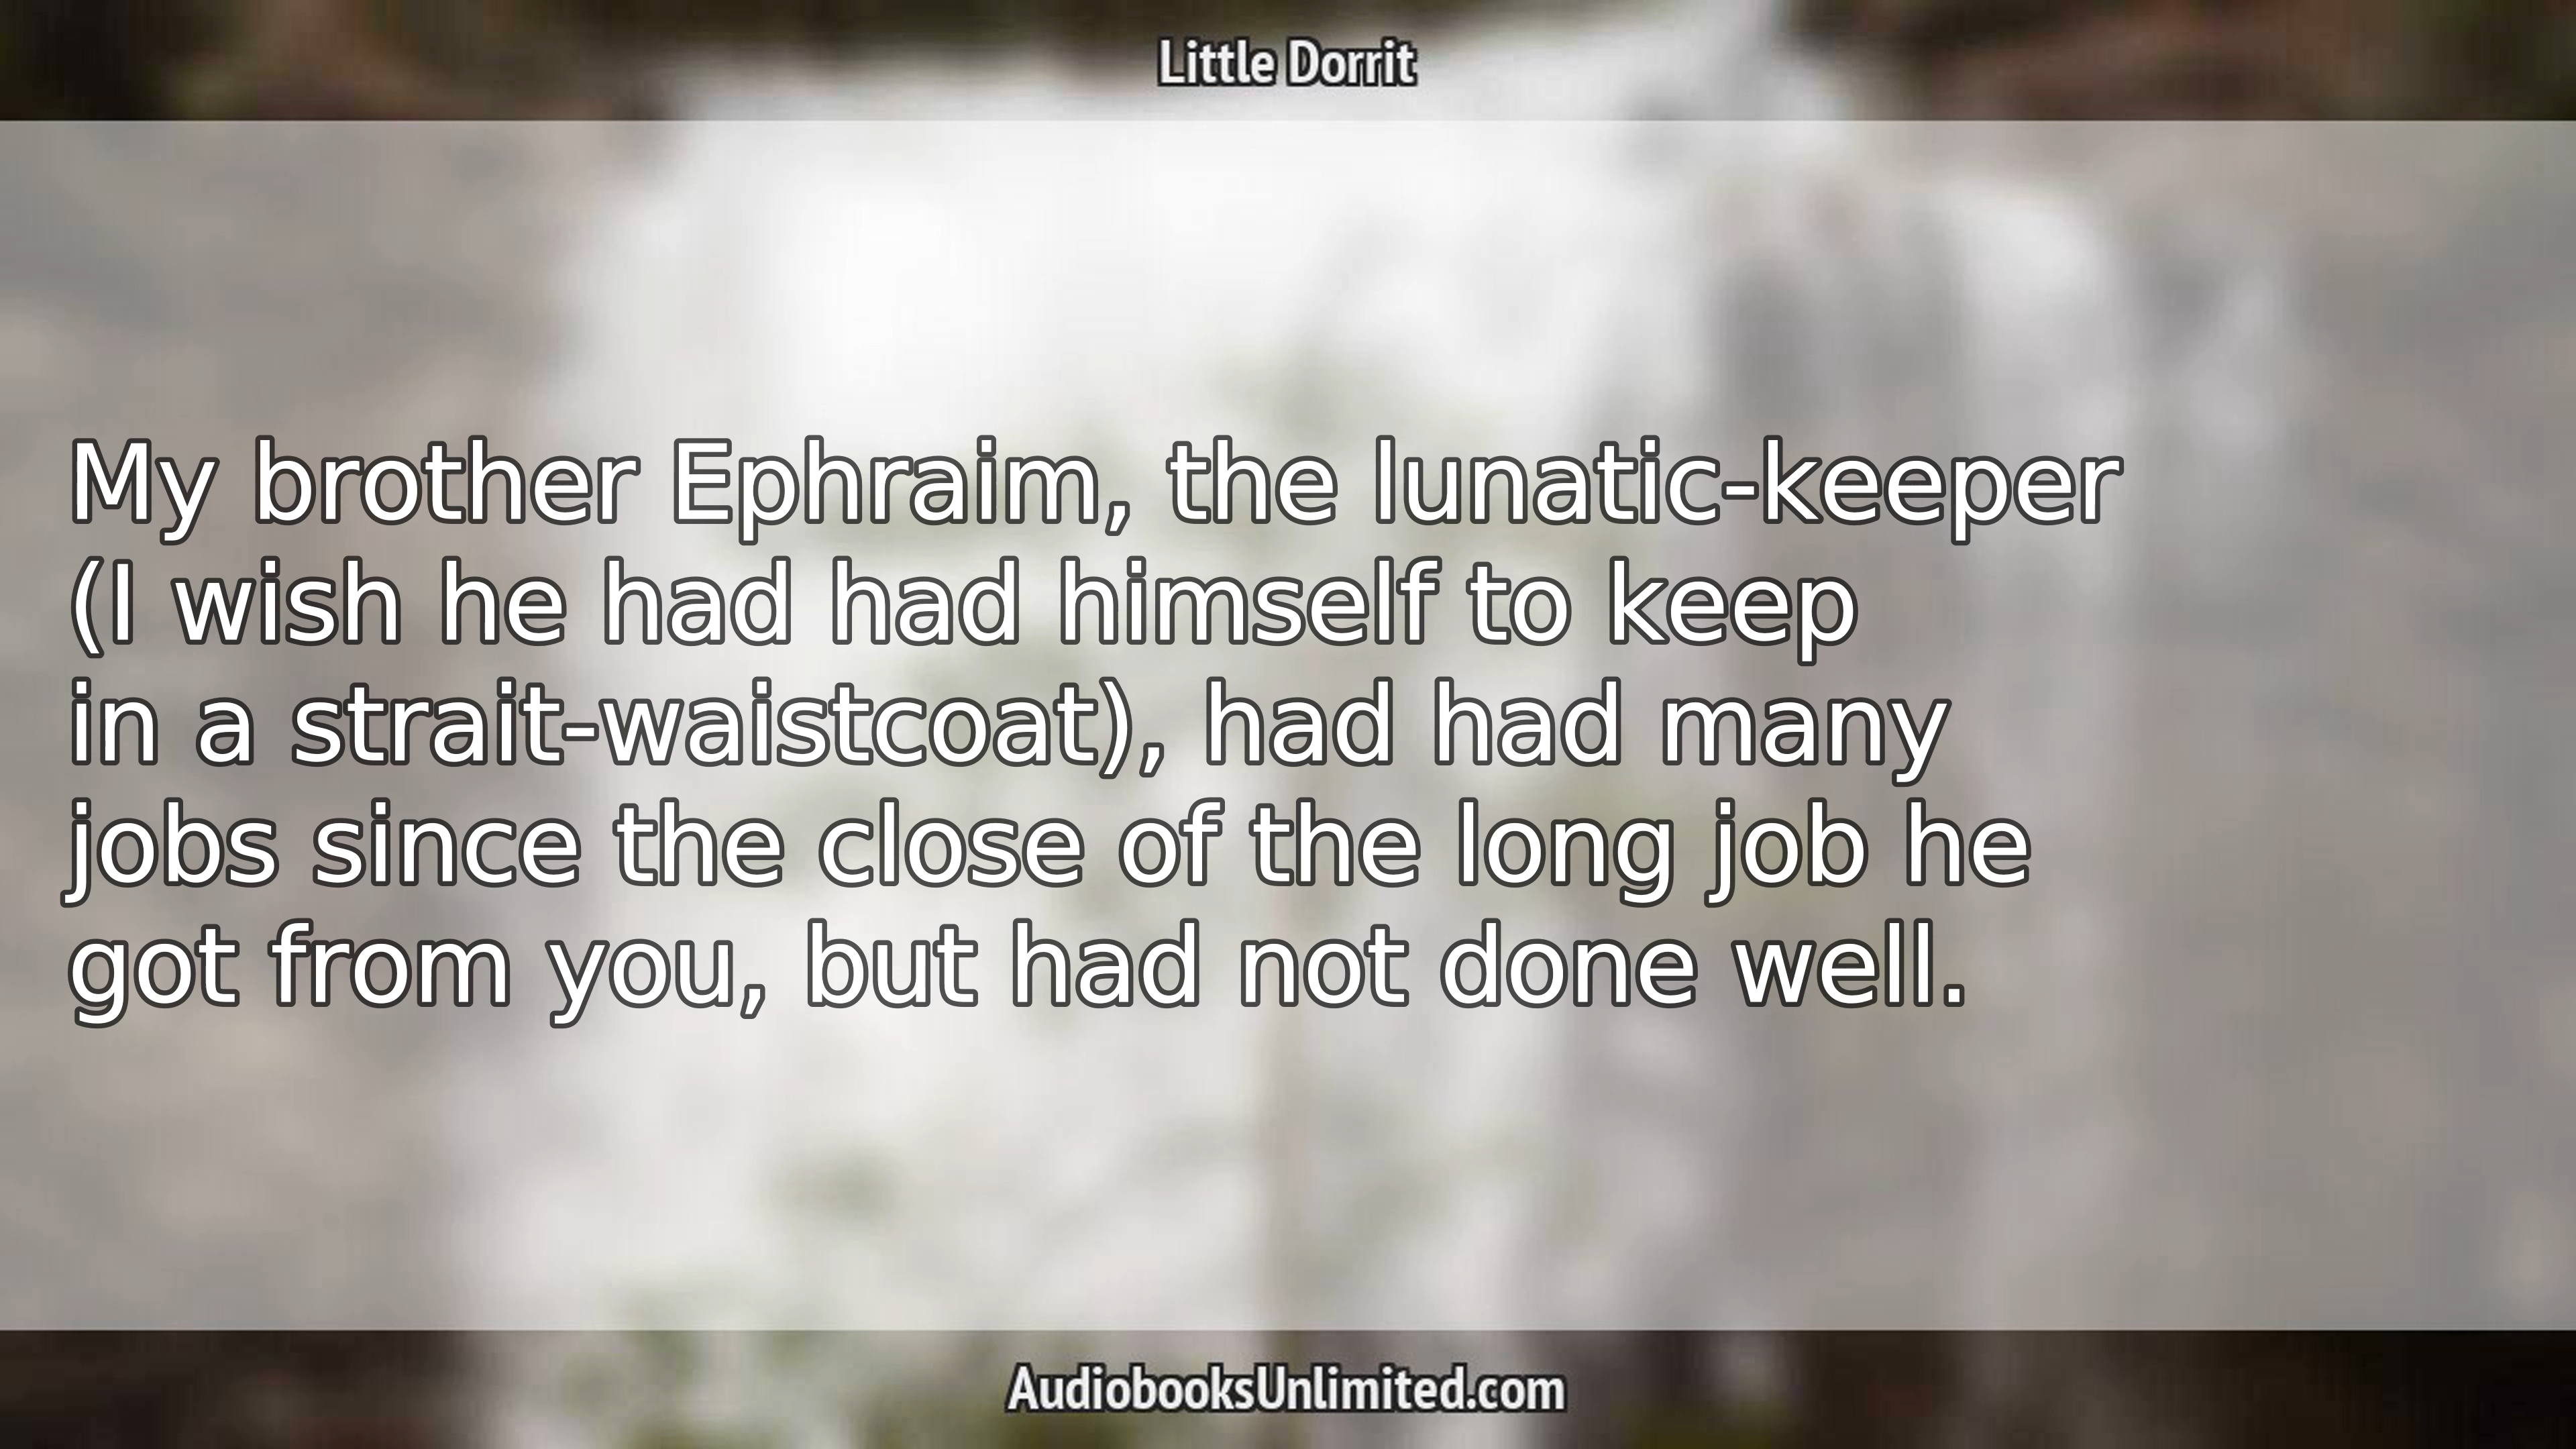 Little Dorrit
My brother Ephraim, the lunatic-keeper
(I wish he had had himself to keep
in a strait-waistcoat), had had many
jobs since the close of the long job he
got from you, but had not done well.
AudiobooksUnlimited.com